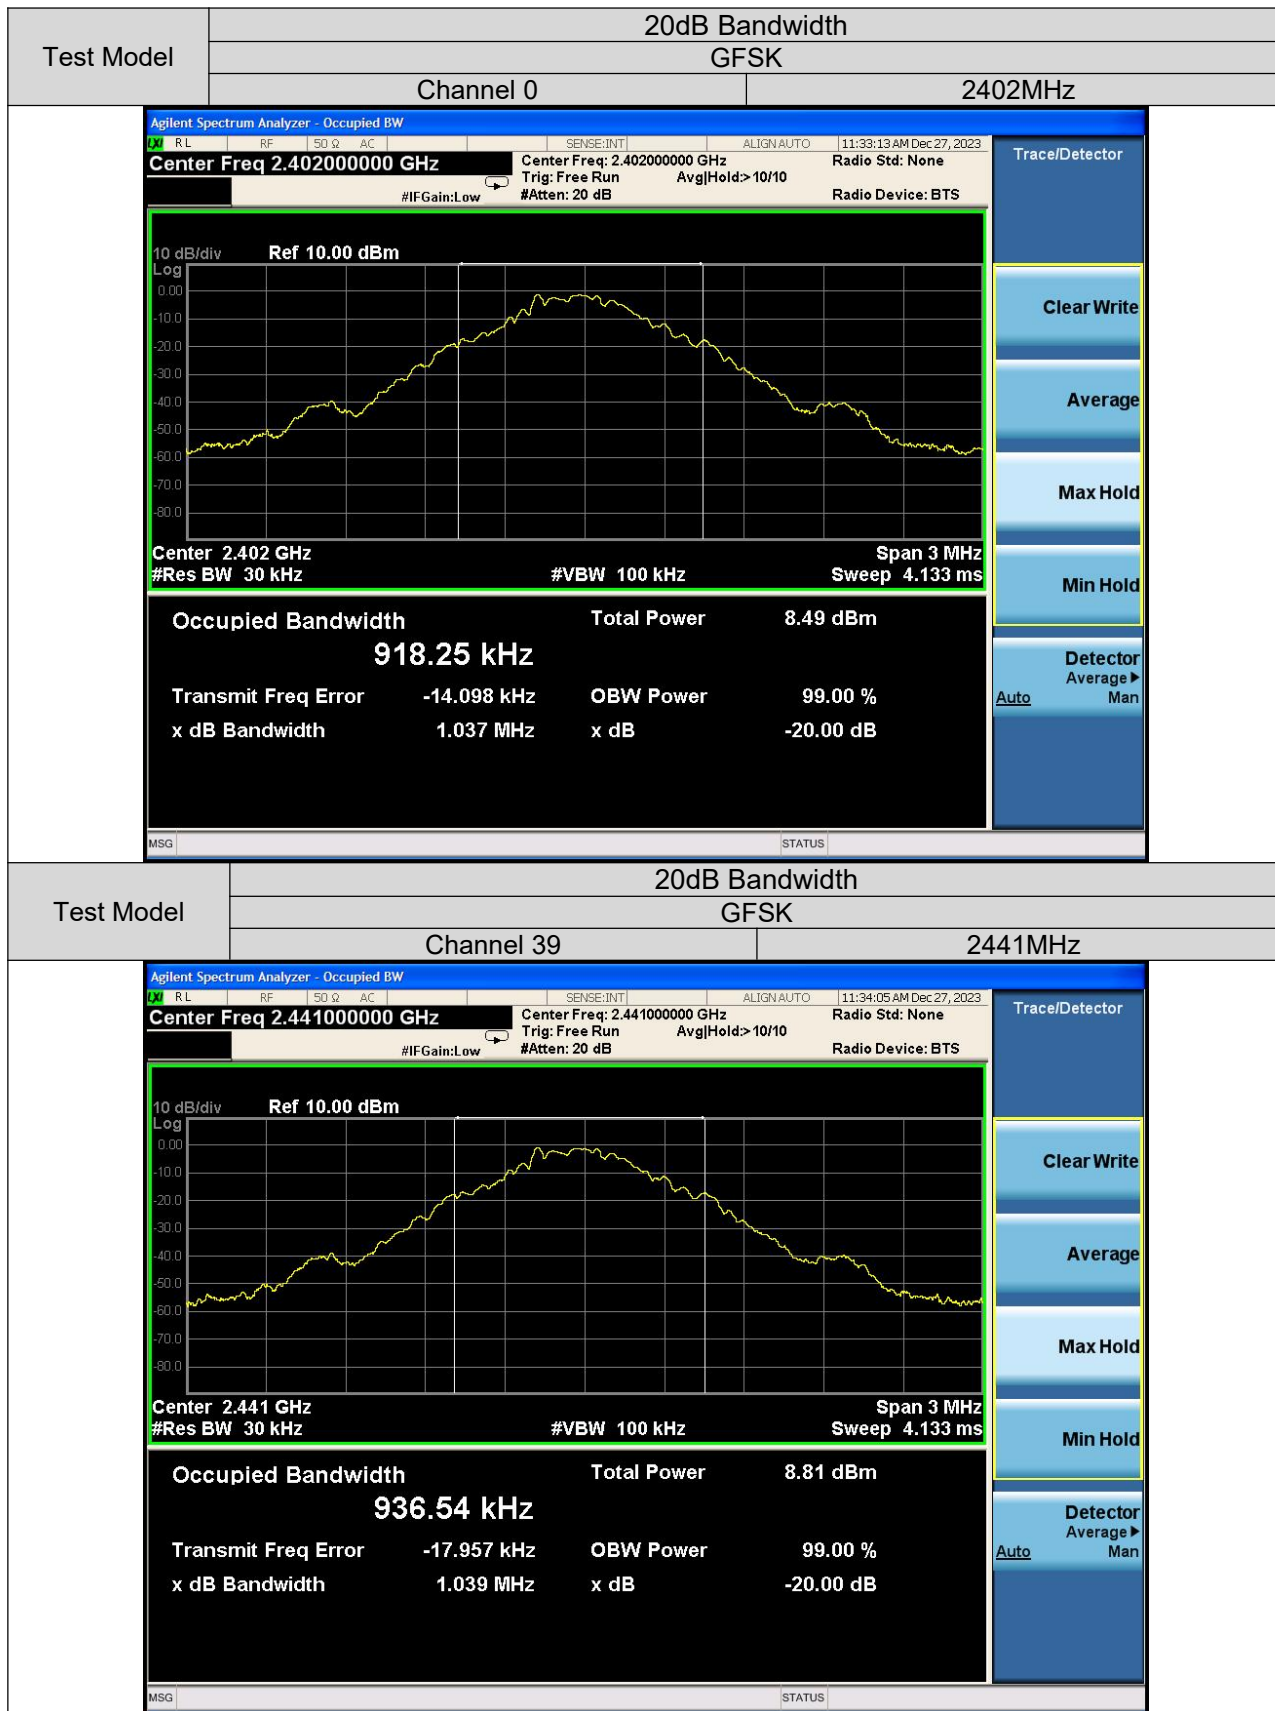 20dB Bandwidth
Test Model
GFSK
Channel 0 2402MHz
Agilent Spectrum Analyzer - Occupied BW
LXI RL RF 50 Ω AC SENSE:INT ALIGN AUTO 11:33:13 AM Dec 27, 2023
Center Freq 2.402000000 GHz Center Freq: 2.402000000 GHz Radio Std: None Trace/Detector
Trig: Free Run Avg|Hold:> 10/10
#IFGain:Low #Atten: 20 dB Radio Device: BTS
10 dB/div Ref 10.00 dBm
Log
0.00
-10.0
-20.0
-30.0
-40.0
-50.0
-60.0
-70.0
-80.0
Clear Write
Average
Max Hold
Center 2.402 GHz Span 3 MHz
#Res BW 30 kHz #VBW 100 kHz Sweep 4.133 ms
Min Hold
Occupied Bandwidth Total Power 8.49 dBm
918.25 kHz
Transmit Freq Error -14.098 kHz OBW Power 99.00 %
x dB Bandwidth 1.037 MHz x dB -20.00 dB
Detector
Average
Auto Man
MSG STATUS
20dB Bandwidth
Test Model
GFSK
Channel 39 2441MHz
Agilent Spectrum Analyzer - Occupied BW
LXI RL RF 50 Ω AC SENSE:INT ALIGN AUTO 11:34:05 AM Dec 27, 2023
Center Freq 2.441000000 GHz Center Freq: 2.441000000 GHz Radio Std: None Trace/Detector
Trig: Free Run Avg|Hold:> 10/10
#IFGain:Low #Atten: 20 dB Radio Device: BTS
10 dB/div Ref 10.00 dBm
Log
0.00
-10.0
-20.0
-30.0
-40.0
-50.0
-60.0
-70.0
-80.0
Clear Write
Average
Max Hold
Center 2.441 GHz Span 3 MHz
#Res BW 30 kHz #VBW 100 kHz Sweep 4.133 ms
Min Hold
Occupied Bandwidth Total Power 8.81 dBm
936.54 kHz
Transmit Freq Error -17.957 kHz OBW Power 99.00 %
x dB Bandwidth 1.039 MHz x dB -20.00 dB
Detector
Average
Auto Man
MSG STATUS